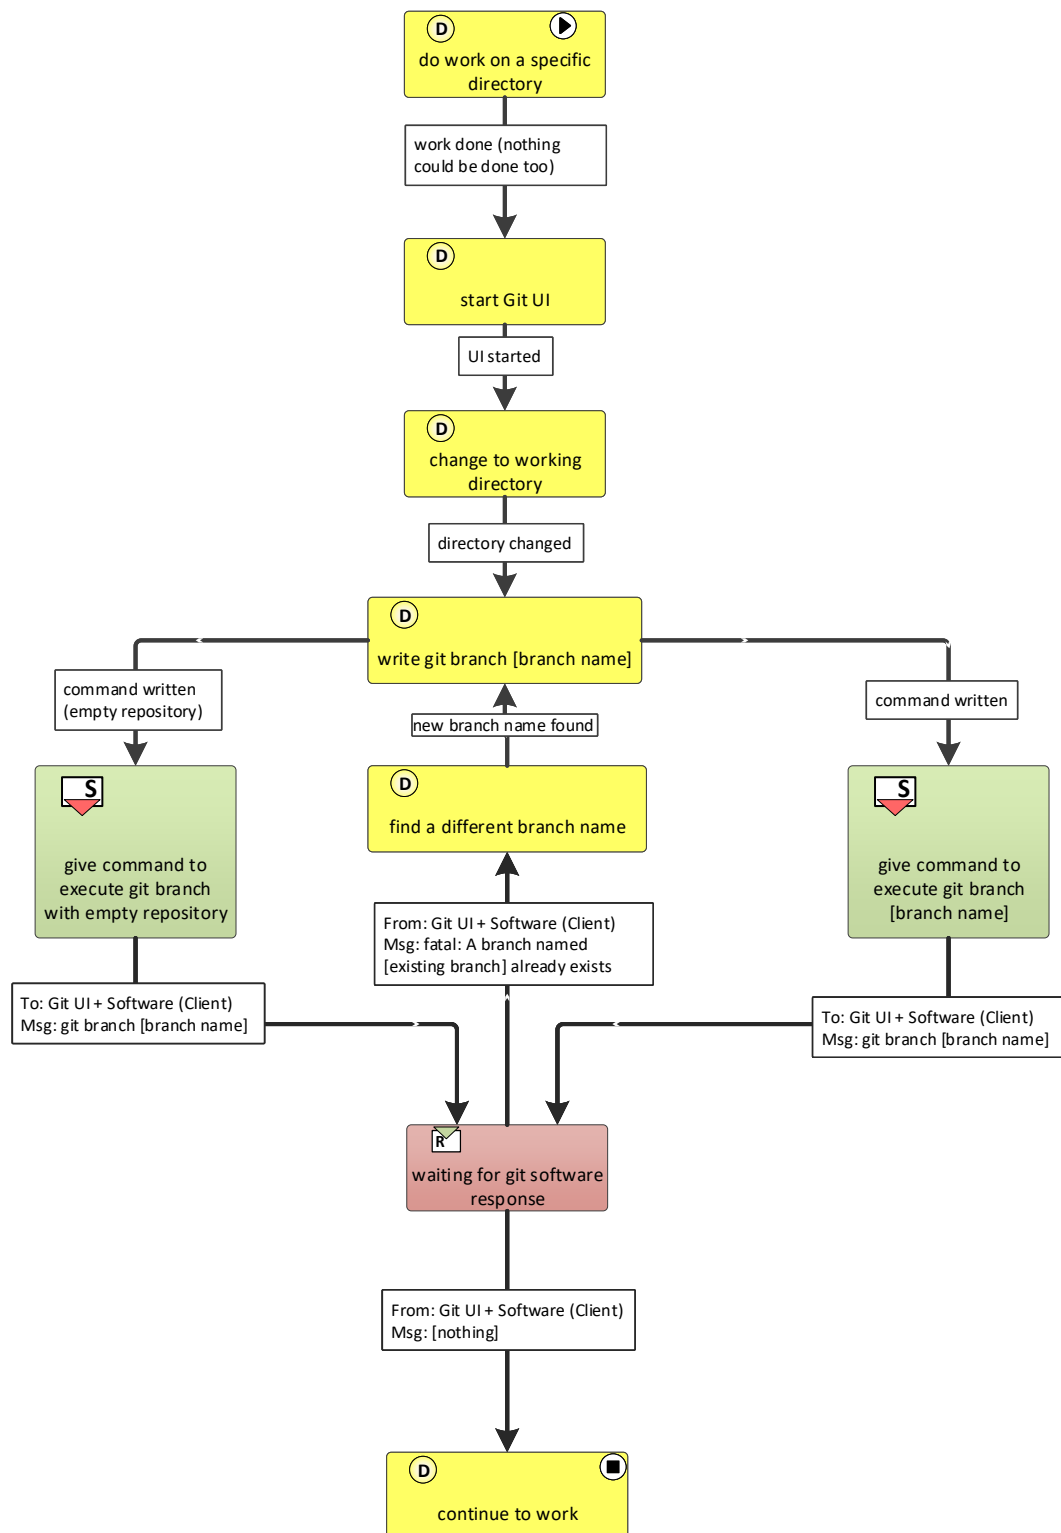 D
do work on a specific
directory
work done (nothing
could be done too)
D
start Git UI
UI started
D
change to working
directory
directory changed
D
write git branch [branch name]
command written
(empty repository)
new branch name found
command written
S
give command to
execute git branch
with empty repository
D
find a different branch name
S
give command to
execute git branch
[branch name]
From: Git UI + Software (Client)
Msg: fatal: A branch named
[existing branch] already exists
To: Git UI + Software (Client)
Msg: git branch [branch name]
To: Git UI + Software (Client)
Msg: git branch [branch name]
R
waiting for git software
response
From: Git UI + Software (Client)
Msg: [nothing]
D
continue to work